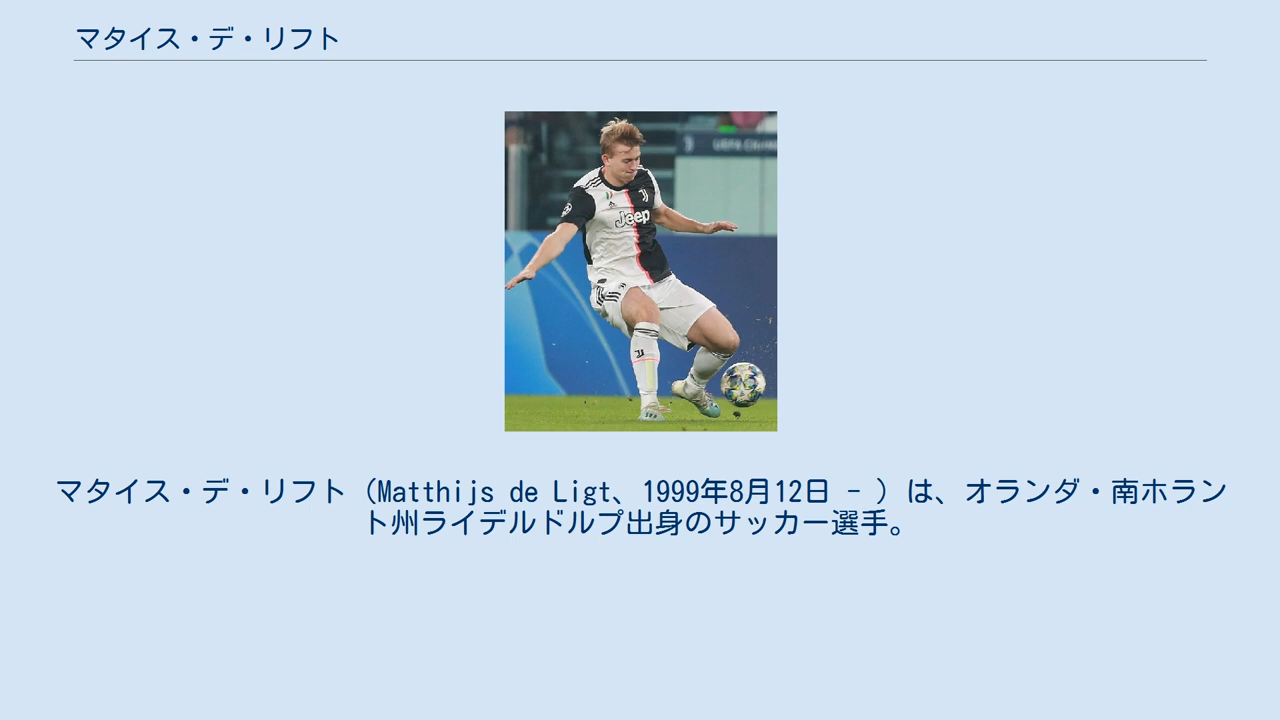 マタイス・デ・リフト
UEFA
Jeep
マタイス・デ・リフト（Matthijs de Ligt、1999年8月12日 - ）は、オランダ・南ホラン
ト州ライデルドルプ出身のサッカー選手。